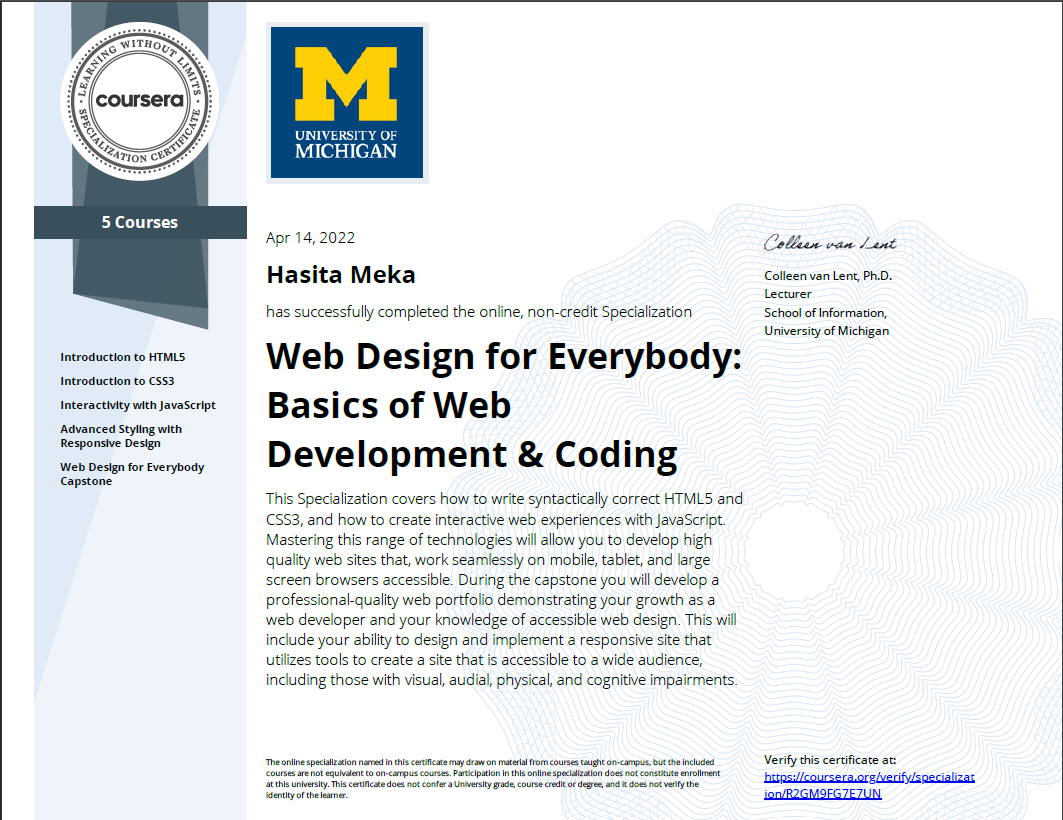 LEARNING WITHOUT LIMITS
coursera
SPECIALIZATION CERTIFICATE
5 Courses
Introduction to HTML5
Introduction to CSS3
Interactivity with JavaScript
Advanced Styling with
Responsive Design
Web Design for Everybody
Capstone
M
UNIVERSITY OF
MICHIGAN
Apr 14, 2022
Hasita Meka
has successfully completed the online, non-credit Specialization
Web Design for Everybody:
Basics of Web
Development & Coding
This Specialization covers how to write syntactically correct HTML5 and
CSS3, and how to create interactive web experiences with JavaScript.
Mastering this range of technologies will allow you to develop high
quality web sites that, work seamlessly on mobile, tablet, and large
screen browsers accessible. During the capstone you will develop a
professional-quality web portfolio demonstrating your growth as a
web developer and your knowledge of accessible web design. This will
include your ability to design and implement a responsive site that
utilizes tools to create a site that is accessible to a wide audience,
including those with visual, audial, physical, and cognitive impairments.
Colleen van Lent
Colleen van Lent, Ph.D.
Lecturer
School of Information,
University of Michigan
The online specialization named in this certificate may draw on material from courses taught on-campus, but the included
courses are not equivalent to on-campus courses. Participation in this online specialization does not constitute enrollment
at this university. This certificate does not confer a University grade, course credit or degree, and it does not verify the
identity of the learner.
Verify this certificate at:
https://coursera.org/verify/specializat
ion/R2GM9FG7E7UN